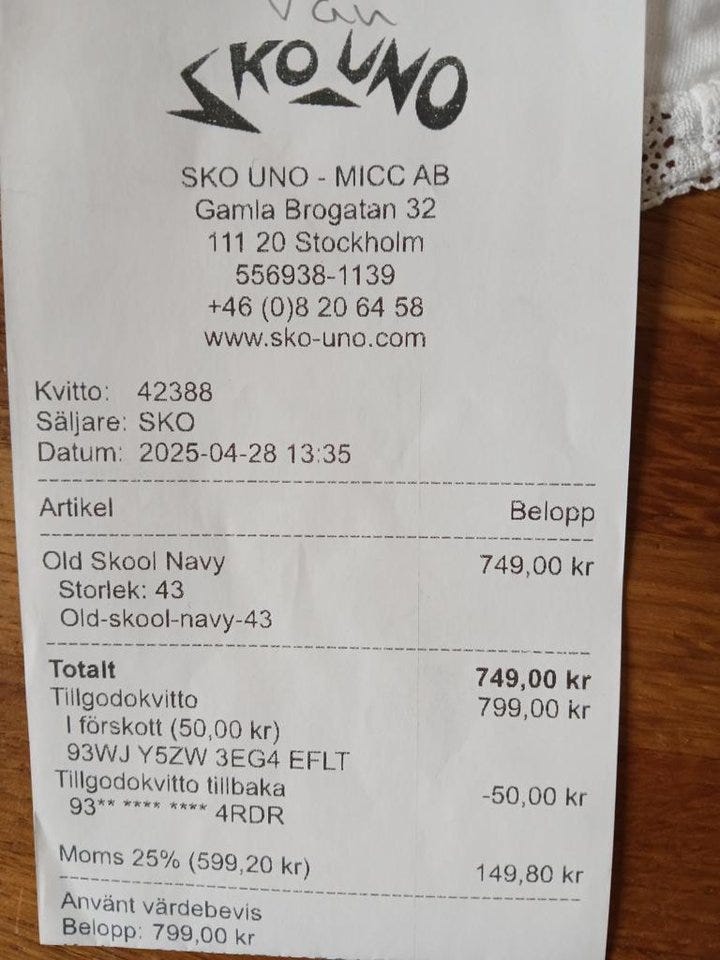 Van
SKO UNO
SKO UNO - MICC AB
Gamla Brogatan 32
111 20 Stockholm
556938-1139
+46 (0)8 20 64 58
www.sko-uno.com
Kvitto: 42388
Säljare: SKO
Datum: 2025-04-28 13:35
Artikel Belopp
Old Skool Navy 749,00 kr
Storlek: 43
Old-skool-navy-43
Totalt 749,00 kr
Tillgodokvitto 799,00 kr
I förskott (50,00 kr)
93WJ Y5ZW 3EG4 EFLT
Tillgodokvitto tillbaka -50,00 kr
93** **** **** 4RDR
Moms 25% (599,20 kr) 149,80 kr
Använt värdebevis
Belopp: 799,00 kr